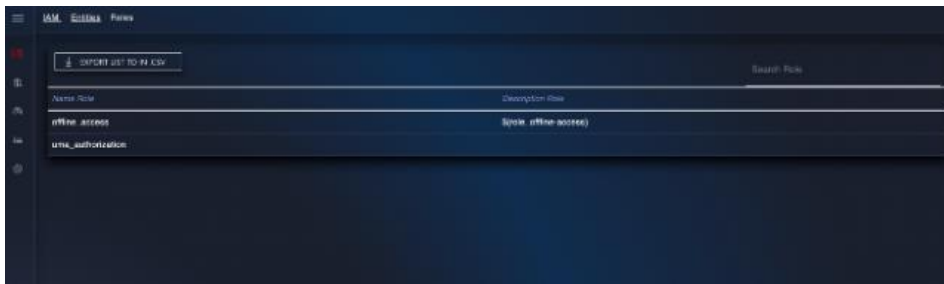 IAM Entities Roles
EXPORT LIST TO IN .CSV
Search Role
Name Role Description Role
offline_access ${role_offline-access}
uma_authorization